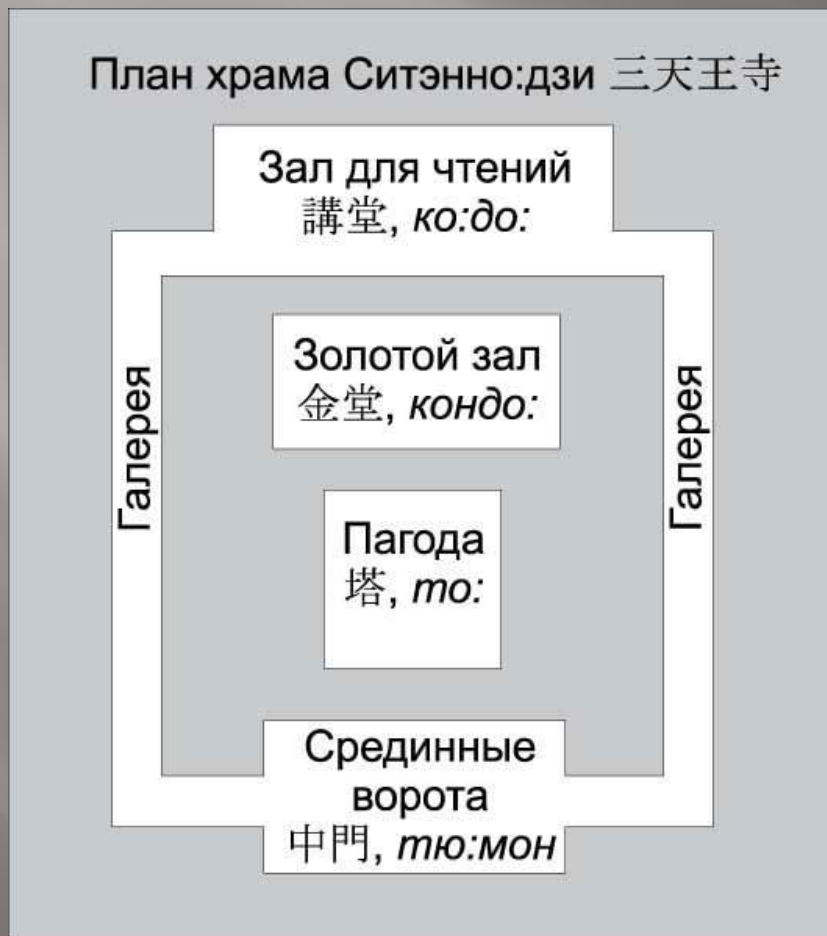 План храма Ситэнно:дзи 三天王寺
Зал для чтений
講堂, ко:до:
Золотой зал
金堂, кондо:
Галерея
Галерея
Пагода
塔, то:
Срединные
ворота
中門, тю:мон